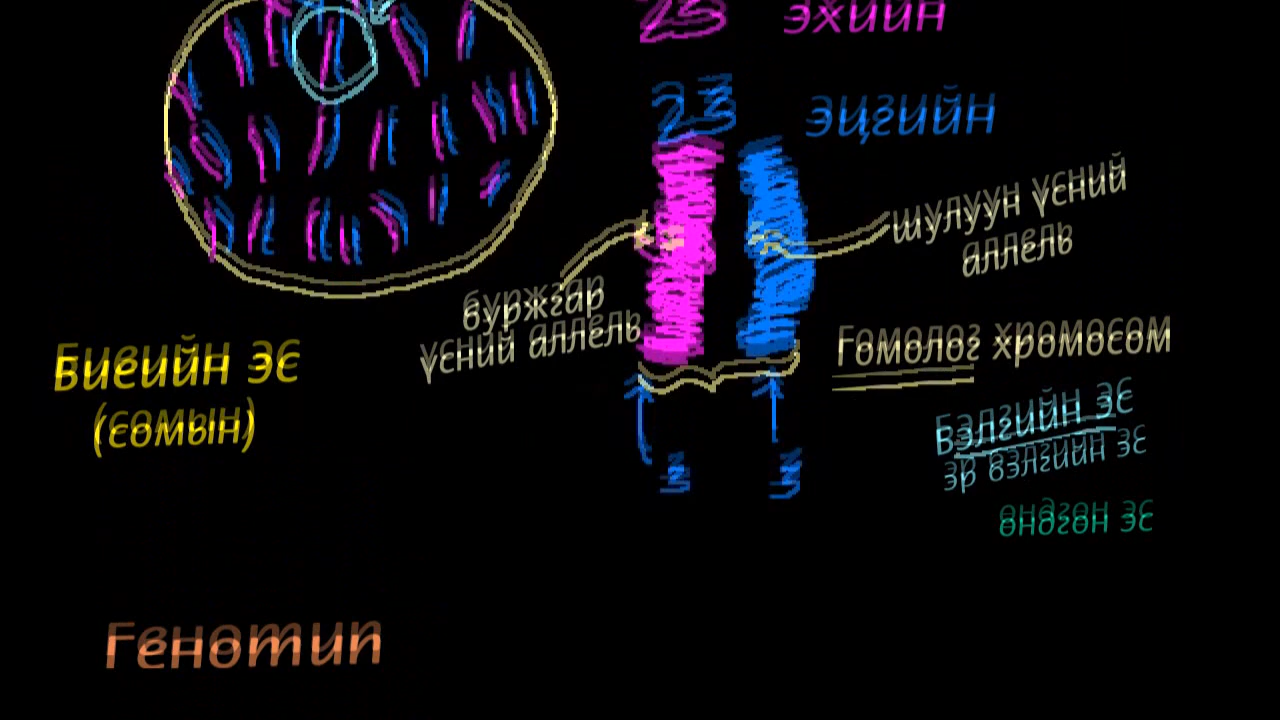 23 эхийн
23 эцгийн
шулуун үсний
аллель
буржгар
үсний аллель
Гомолог хромосом
Биеийн эс
(сомын)
Бэлгийн эс
эр бэлгийн эс
3 3
өндгөн эс
Генотип